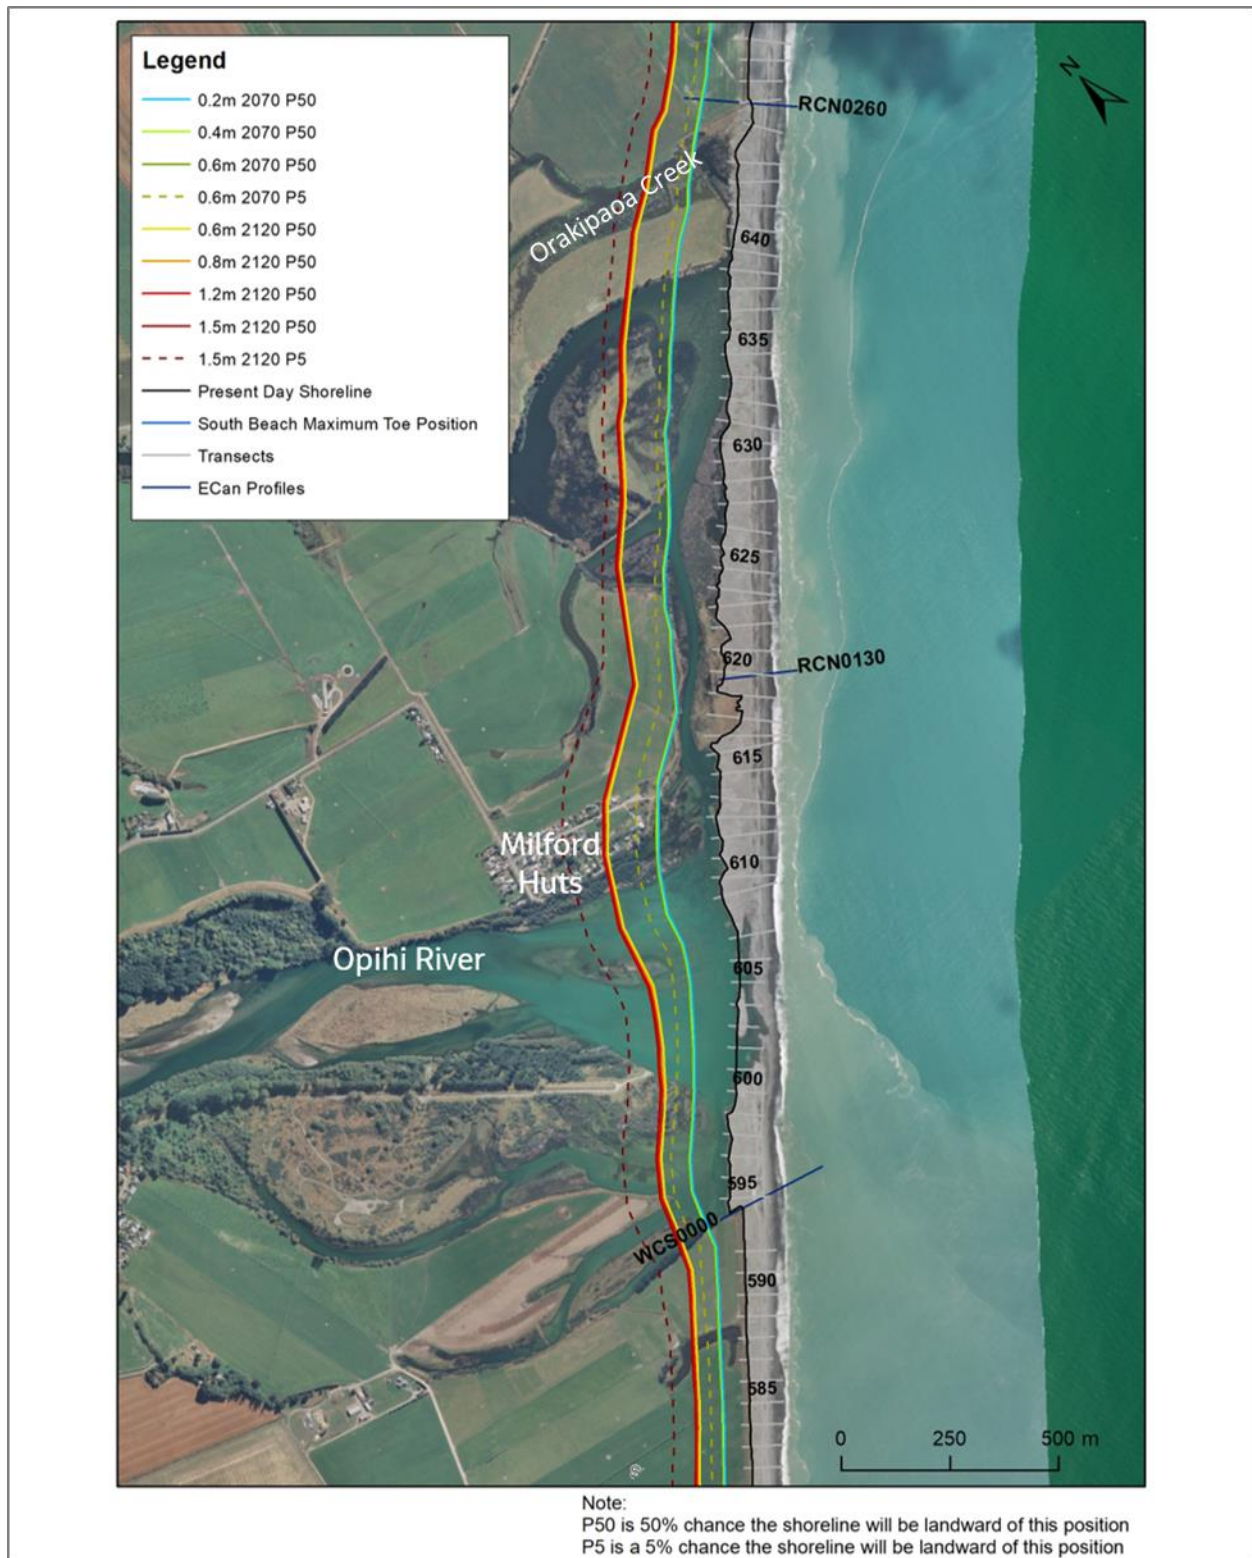 Legend
0.2m 2070 P50
0.4m 2070 P50
0.6m 2070 P50
0.6m 2070 P5
0.6m 2120 P50
0.8m 2120 P50
1.2m 2120 P50
1.5m 2120 P50
1.5m 2120 P5
Present Day Shoreline
South Beach Maximum Toe Position
Transects
ECan Profiles
N
RCN0260
Orakipaoa Creek
640
635
630
625
620
RCN0130
615
Milford
Huts
610
Opihi River
605
600
595
WCS0000
590
585
0 250 500 m
Note:
P50 is 50% chance the shoreline will be landward of this position
P5 is a 5% chance the shoreline will be landward of this position